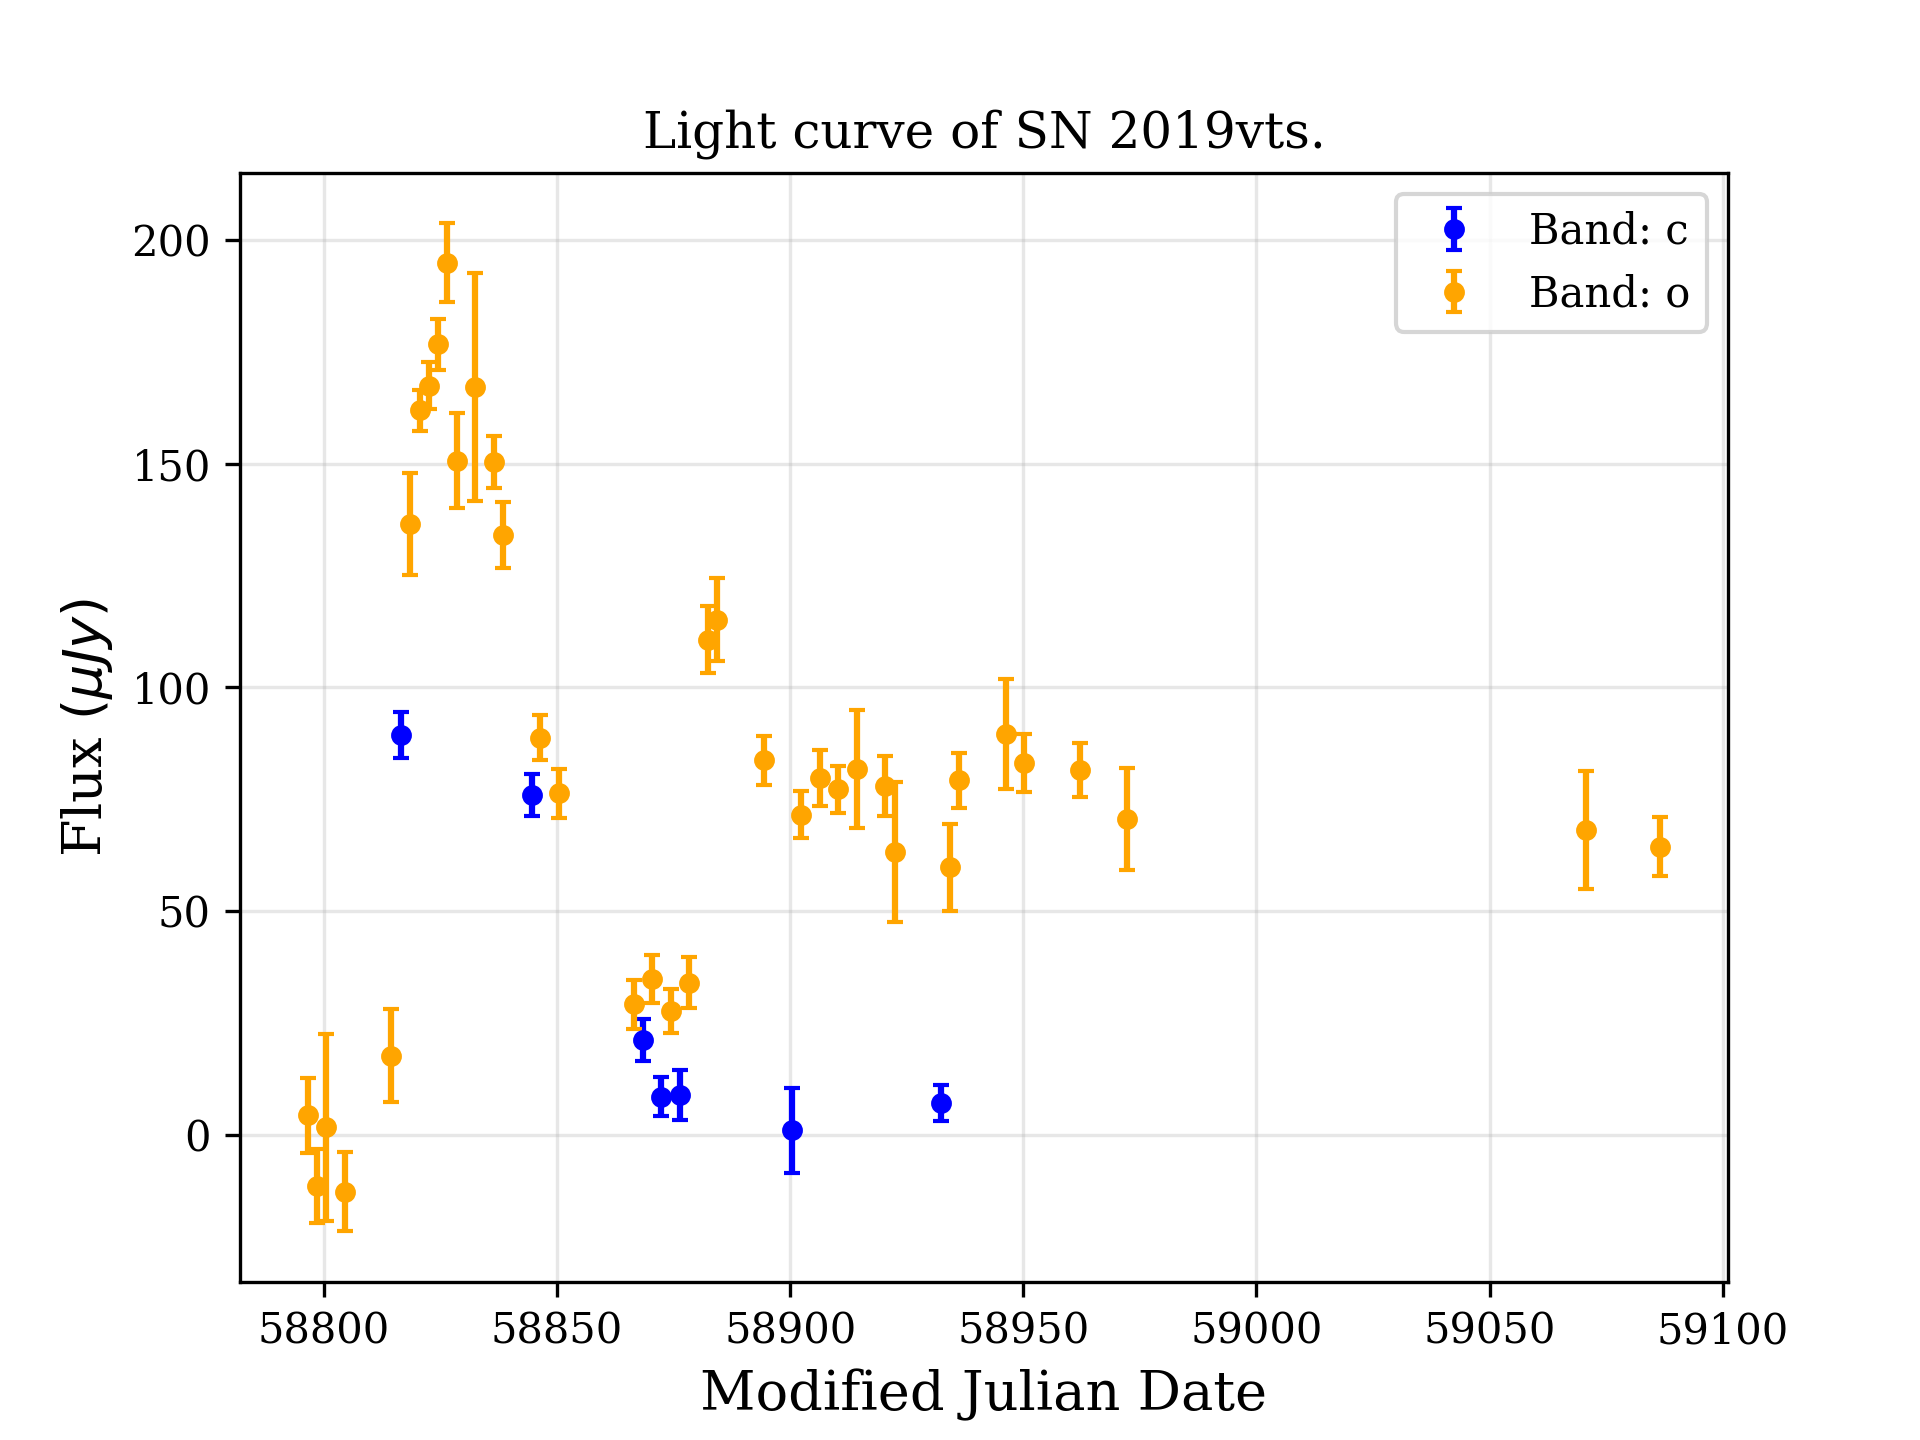 Light curve of SN 2019vts.
Band: c
Band: o
200
150
100
50
0
Flux (μJy)
58800 58850 58900 58950 59000 59050 59100
Modified Julian Date